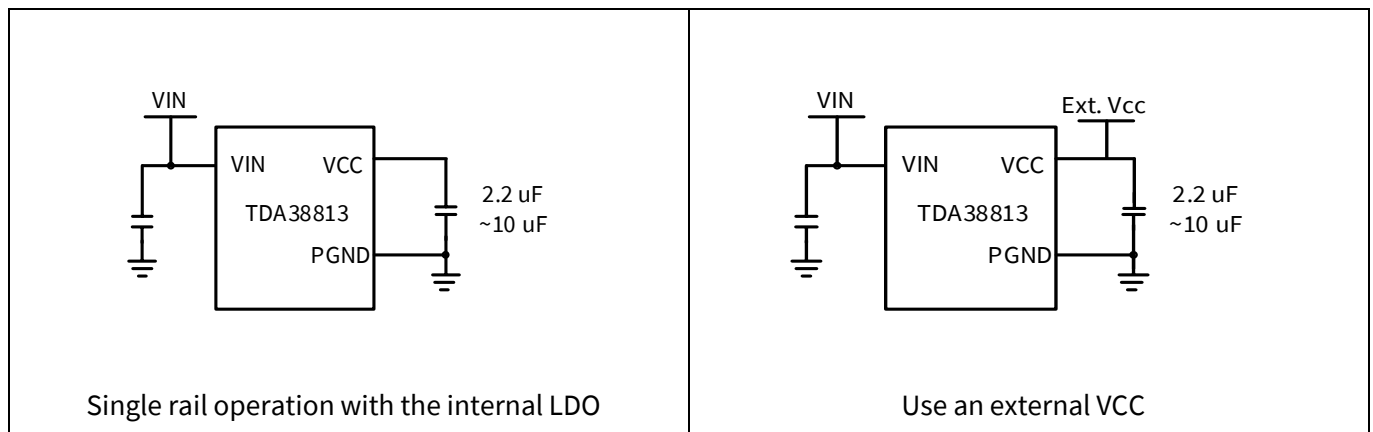 VIN
VIN VCC
TDA38813
PGND
2.2 uF
~10 uF
Single rail operation with the internal LDO
VIN
Ext. Vcc
VIN VCC
TDA38813
PGND
2.2 uF
~10 uF
Use an external VCC